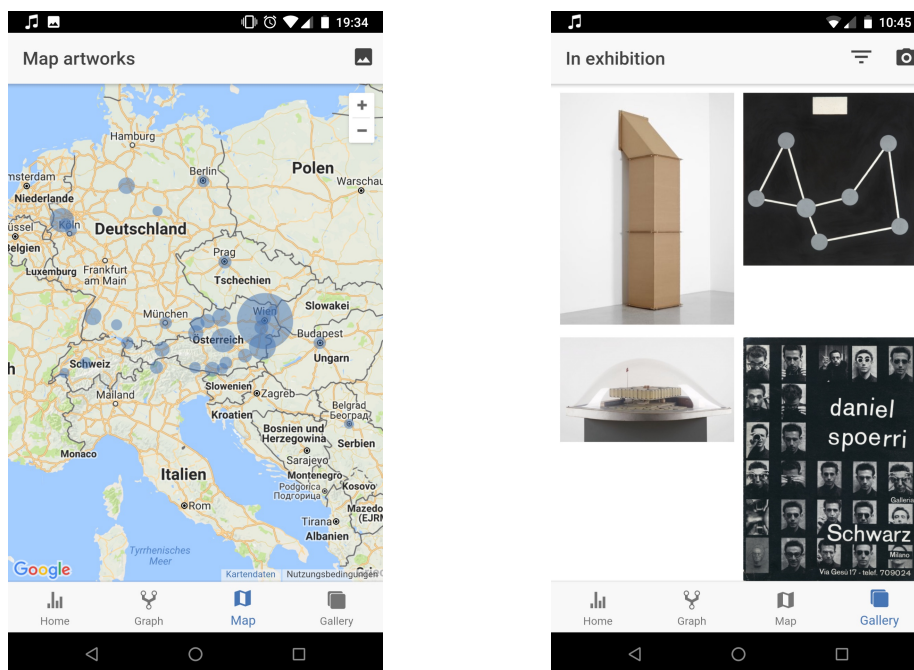 19:34
Map artworks
+
−
Hamburg
Berlin
Polen
Warschau
msterdam
Niederlande
Köln
Deutschland
üssel
Belgien
Luxemburg
Frankfurt
am Main
Prag
Tschechien
Slowakei
Wien
München
Österreich
Budapest
Ungarn
Schweiz
h
Mailand
Slowenien
Zagreb
Kroatien
Belgrad
Београд
Bosnien und
Herzegowina
Serbien
Sarajevo
Monaco
Montenegro
Podgorica
Подгорица
Kosovo
Italien
Rom
Mazedo
(EJRM
Tirana
Albanien
Tyrrhenisches
Meer
Google
Kartendaten
Nutzungsbedingungen
Home
Graph
Map
Gallery
10:45
In exhibition
daniel
spoerri
Galleria
Schwarz
Milano
Via Gesù 17 - telef. 709024
Home
Graph
Map
Gallery